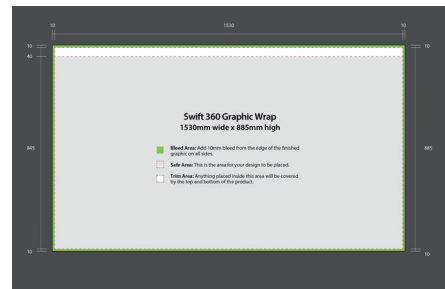 10 1530 10
10 10
40
Swift 360 Graphic Wrap
1530mm wide x 885mm high
Bleed Area: Add 10mm bleed from the edge of the finished
graphic on all sides.
Safe Area: This is the area for your design to be placed.
Trim Area: Anything placed inside this area will be covered
by the top and bottom of the product.
845 885
10 10